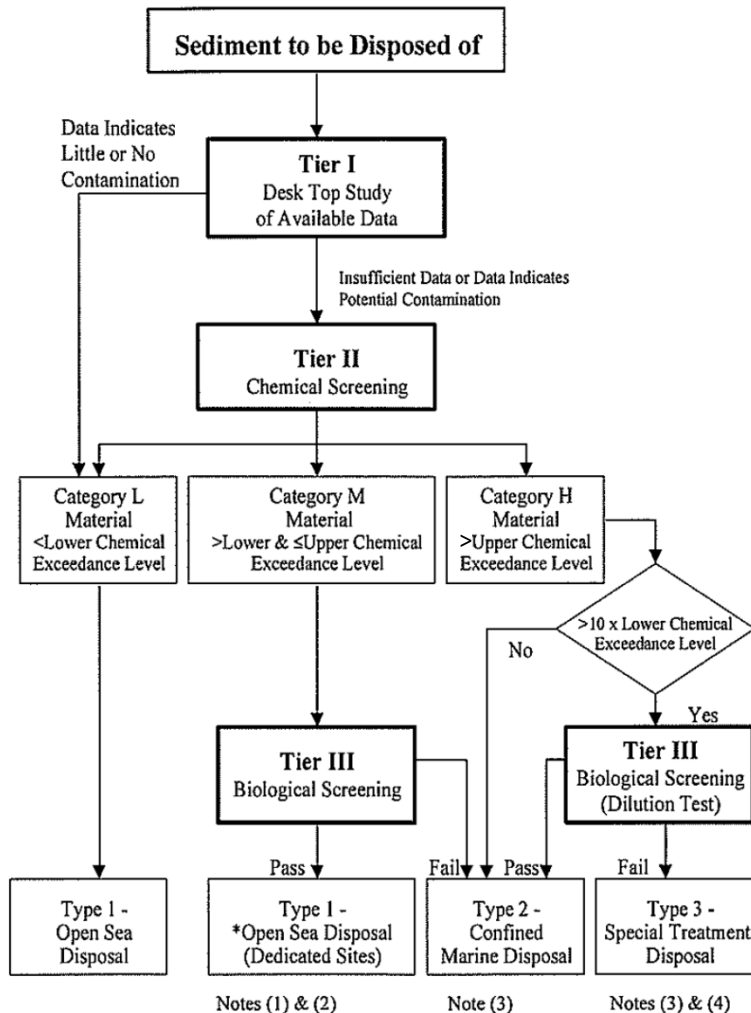 Sediment to be Disposed of
Data Indicates
Little or No
Contamination
Tier I
Desk Top Study
of Available Data
Insufficient Data or Data Indicates
Potential Contamination
Tier II
Chemical Screening
Category L
Material
<Lower Chemical
Exceedance Level
Category M
Material
>Lower & ≤Upper Chemical
Exceedance Level
Category H
Material
>Upper Chemical
Exceedance Level
>10 x Lower Chemical
Exceedance Level
No
Yes
Tier III
Biological Screening
Tier III
Biological Screening
(Dilution Test)
Pass
Fail
Pass
Fail
Type 1 -
Open Sea
Disposal
Type 1 -
*Open Sea Disposal
(Dedicated Sites)
Type 2 -
Confined
Marine Disposal
Type 3 -
Special Treatment
Disposal
Notes (1) & (2)
Note (3)
Notes (3) & (4)